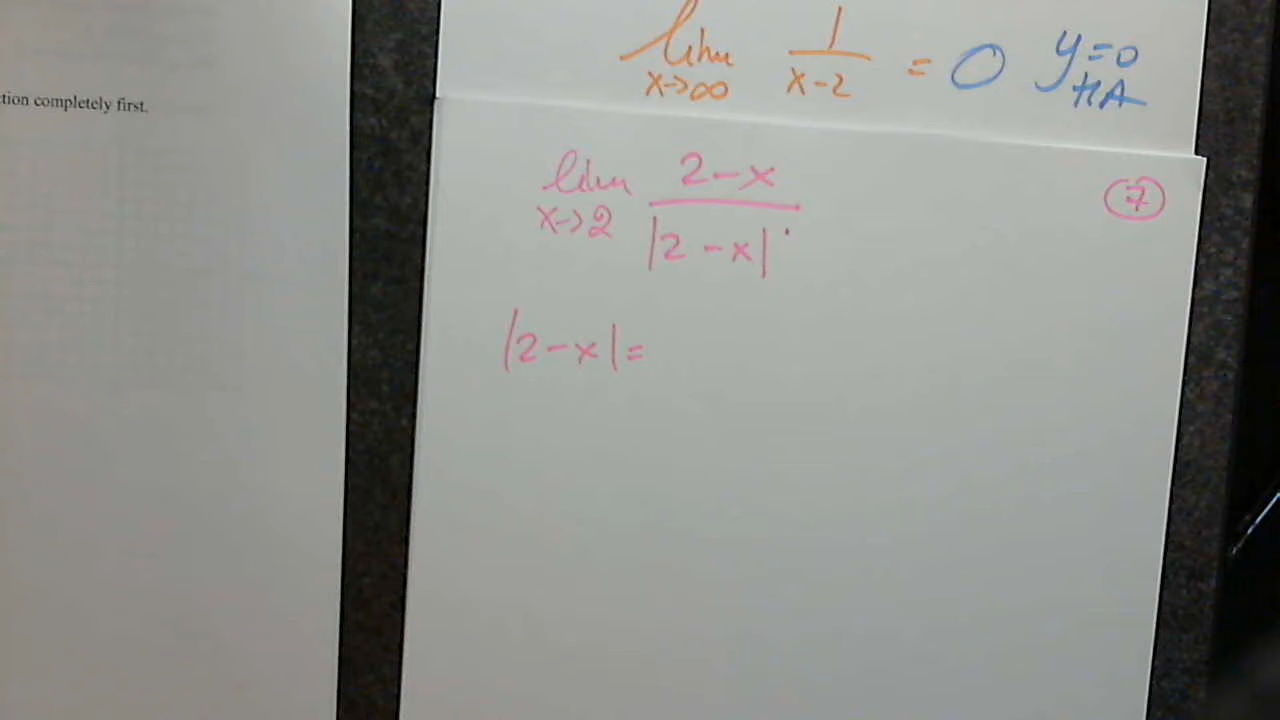 tion completely first.
lim 1/(x-2) = 0 y=0
x→∞ HA
lim (2-x)/|2-x|
x→2
7
|2-x|=